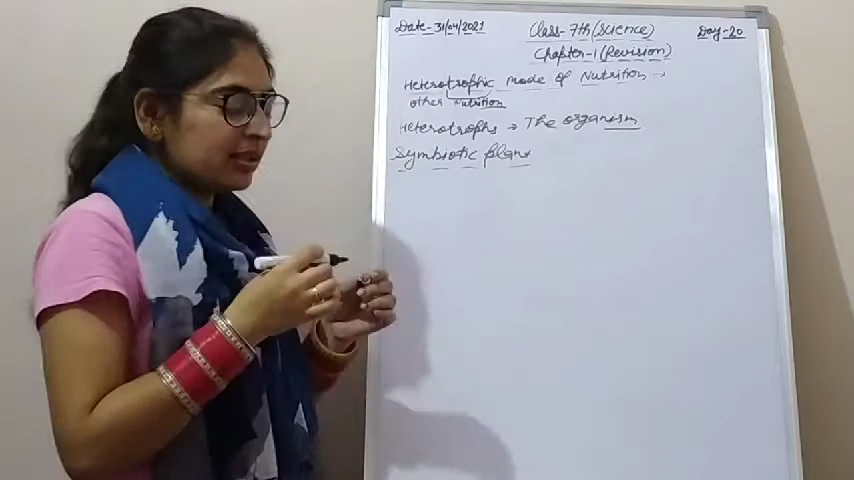 Date- 31/04/2021 Class- 7th (Science) Day- 20
Chapter-1 (Revision)
Heterotrophic mode of Nutrition →
other nutrition
Heterotrophs → The organism
Symbiotic plant